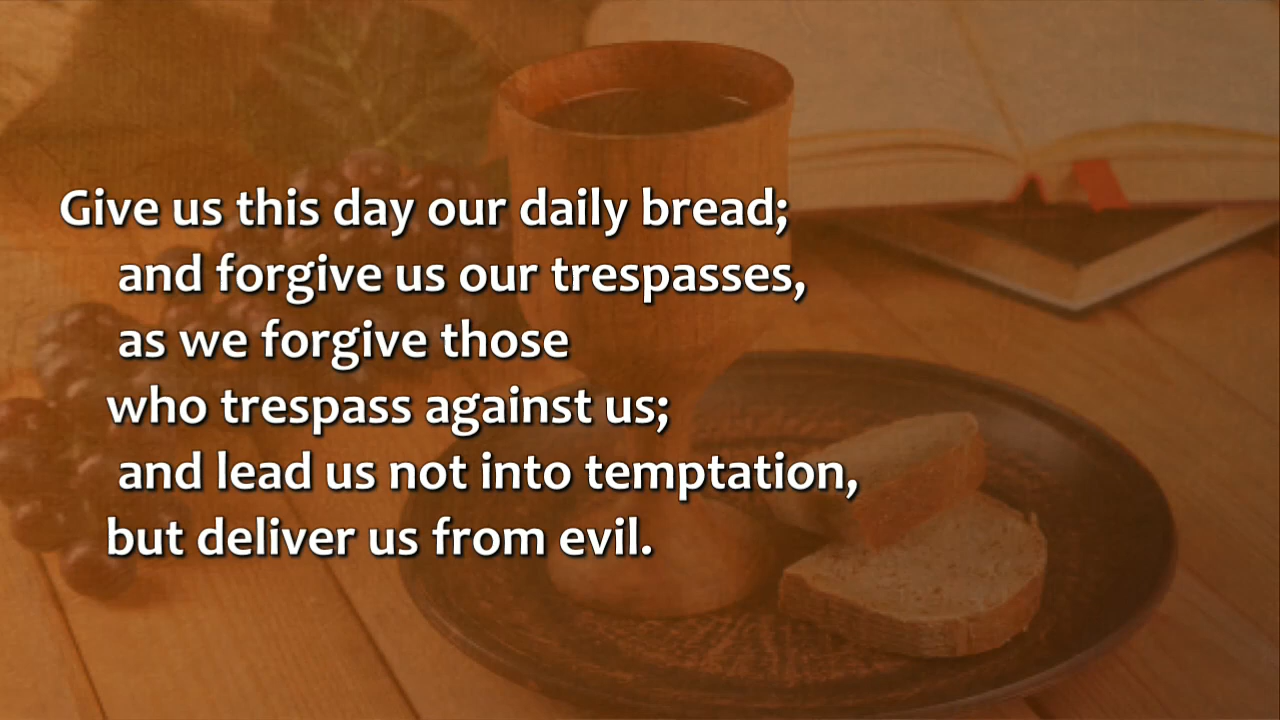 Give us this day our daily bread;
and forgive us our trespasses,
as we forgive those
who trespass against us;
and lead us not into temptation,
but deliver us from evil.